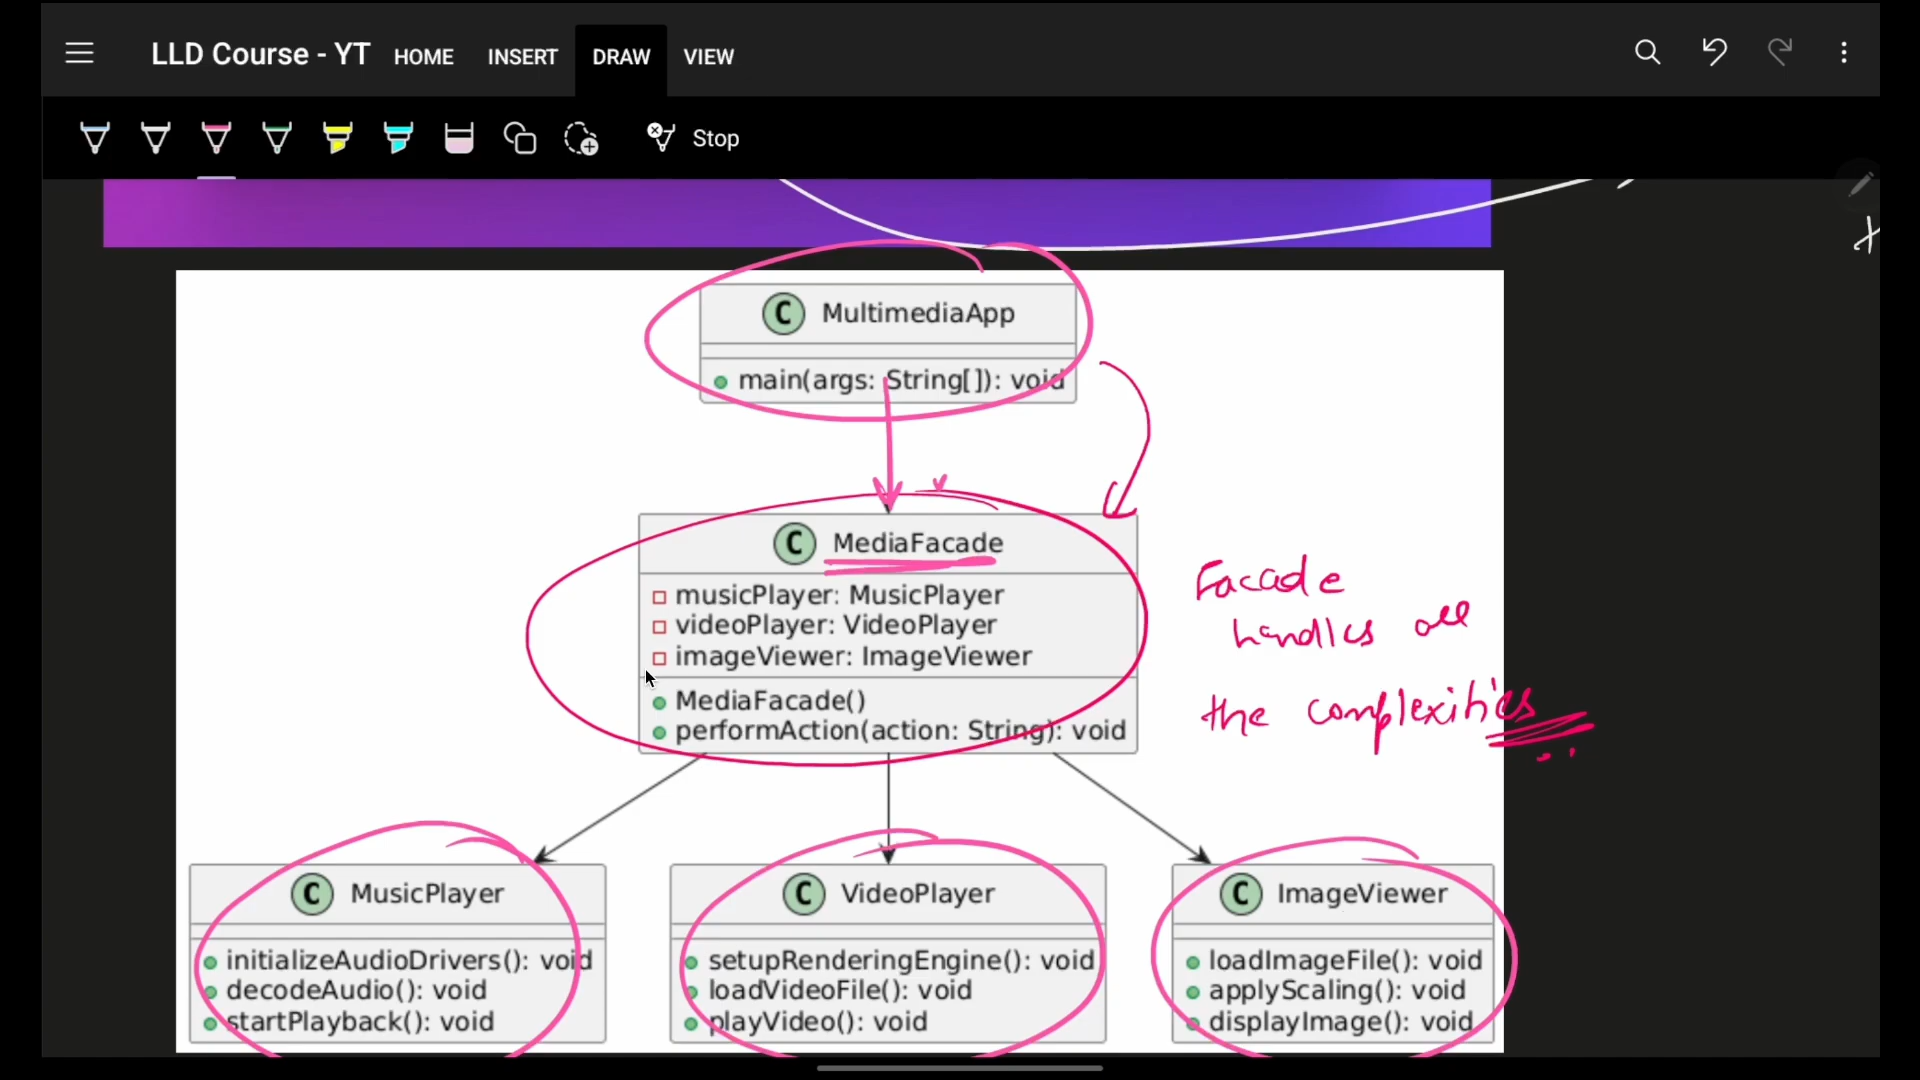 LLD Course - YT HOME INSERT DRAW VIEW
Stop
C MultimediaApp
main(args: String[]): void
C MediaFacade
musicPlayer: MusicPlayer
videoPlayer: VideoPlayer
imageViewer: ImageViewer
MediaFacade()
performAction(action: String): void
Facade
handles all
the complexities
C MusicPlayer
initializeAudioDrivers(): void
decodeAudio(): void
startPlayback(): void
C VideoPlayer
setupRenderingEngine(): void
loadVideoFile(): void
playVideo(): void
C ImageViewer
loadImageFile(): void
applyScaling(): void
displayImage(): void